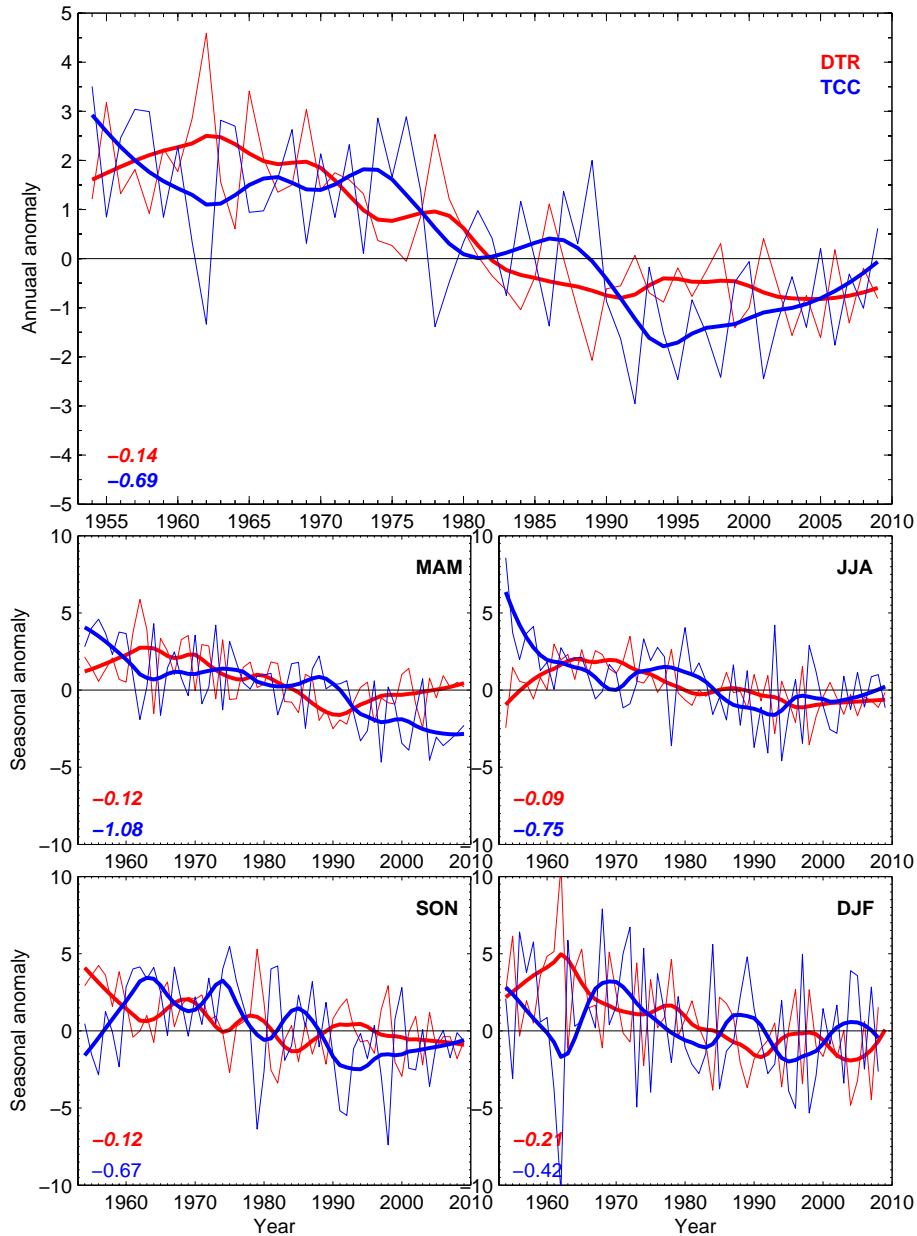 5
4
3
2
1
0
−1
−2
−3
−4
−5
Annuaal anomaly
DTR
TCC
−0.14
−0.69
1955 1960 1965 1970 1975 1980 1985 1990 1995 2000 2005 2010
10
5
0
−5
−10
Seasonal anomaly
MAM
−0.12
−1.08
1960 1970 1980 1990 2000 2010
10
5
0
−5
−10
JJA
−0.09
−0.75
1960 1970 1980 1990 2000 2010
10
5
0
−5
−10
Seasonal anomaly
SON
−0.12
−0.67
1960 1970 1980 1990 2000 2010
Year
10
5
0
−5
−10
DJF
−0.21
−0.42
1960 1970 1980 1990 2000 2010
Year